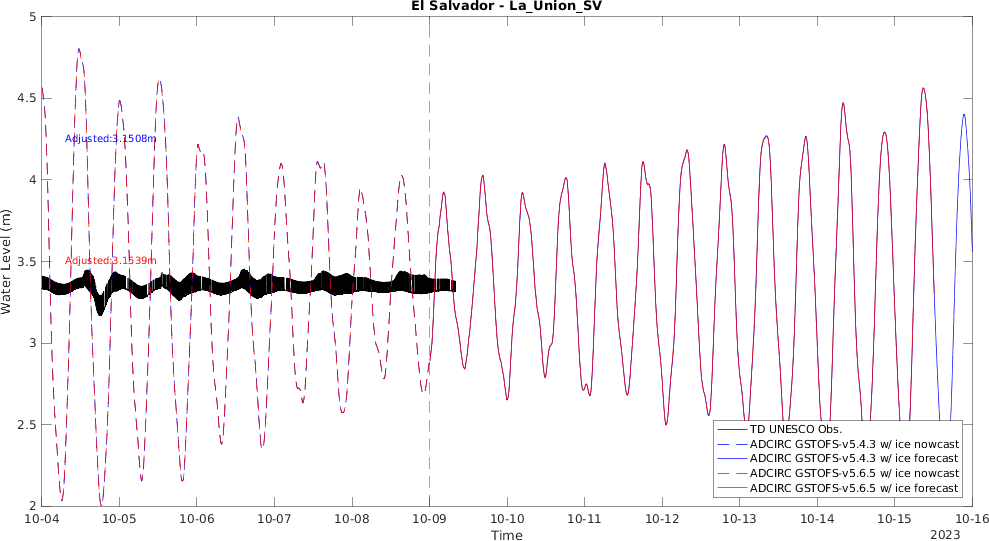 El Salvador - La_Union_SV
5
4.5
4
3.5
3
2.5
2
Water Level (m)
Adjusted:3.1508m
Adjusted:3.1539m
TD UNESCO Obs.
ADCIRC GSTOFS-v5.4.3 w/ ice nowcast
ADCIRC GSTOFS-v5.4.3 w/ ice forecast
ADCIRC GSTOFS-v5.6.5 w/ ice nowcast
ADCIRC GSTOFS-v5.6.5 w/ ice forecast
10-04 10-05 10-06 10-07 10-08 10-09 10-10 10-11 10-12 10-13 10-14 10-15 10-16
Time
2023